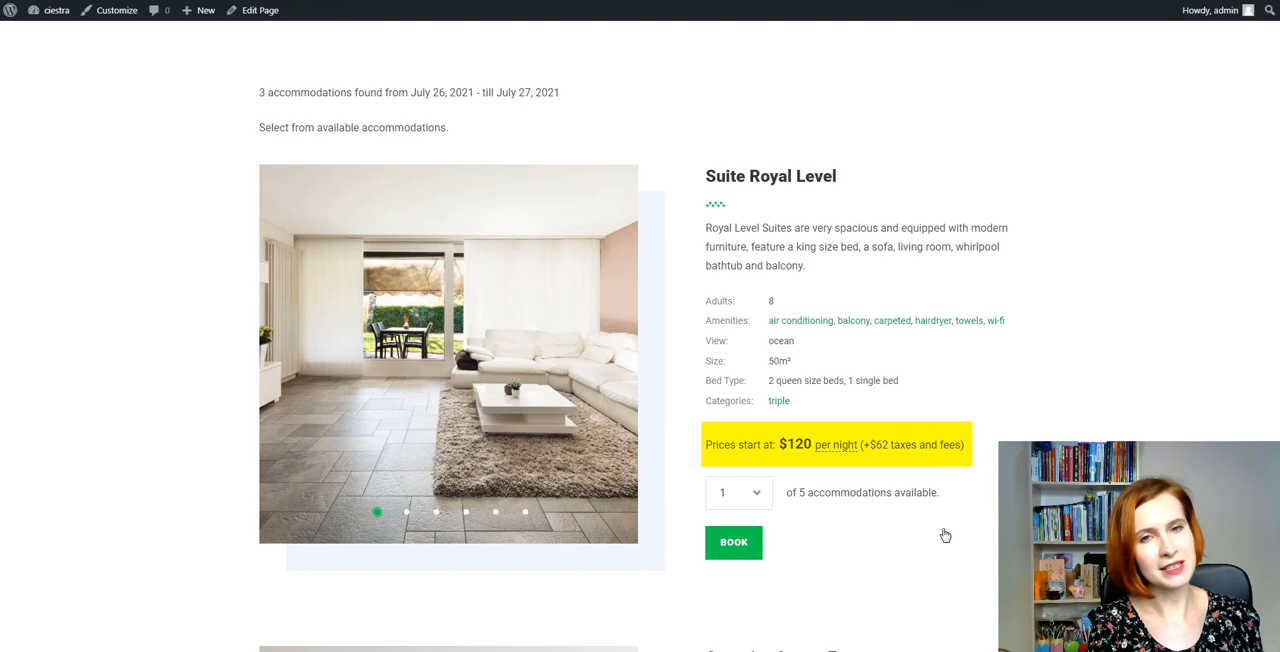 ciestra
Customize
0
New
Edit Page
Howdy, admin
3 accommodations found from July 26, 2021 - till July 27, 2021
Select from available accommodations.
Suite Royal Level
Royal Level Suites are very spacious and equipped with modern
furniture, feature a king size bed, a sofa, living room, whirlpool
bathtub and balcony.
Adults: 8
Amenities: air conditioning, balcony, carpeted, hairdryer, towels, wi-fi
View: ocean
Size: 50m²
Bed Type: 2 queen size beds, 1 single bed
Categories: triple
Prices start at: $120 per night (+$62 taxes and fees)
1 of 5 accommodations available.
BOOK